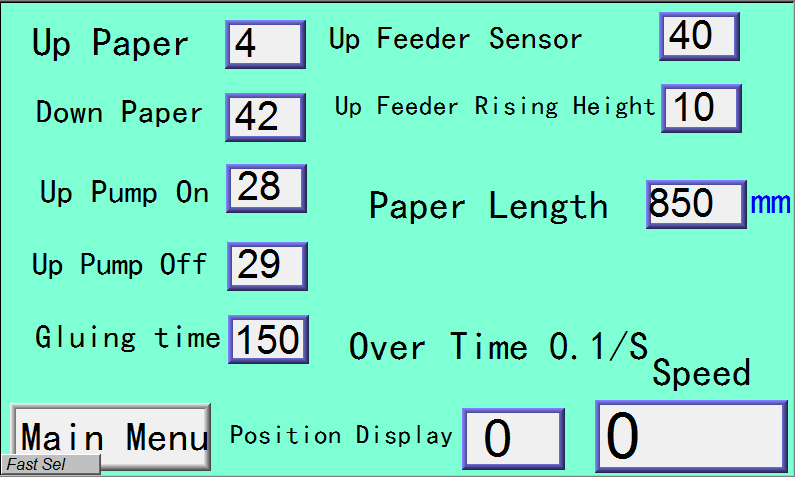 Up Paper 4 Up Feeder Sensor 40
Down Paper 42 Up Feeder Rising Height 10
Up Pump On 28 Paper Length 850 mm
Up Pump Off 29
Gluing time 150 Over Time 0.1/S
Speed
Main Menu Position Display 0 0
Fast Sel